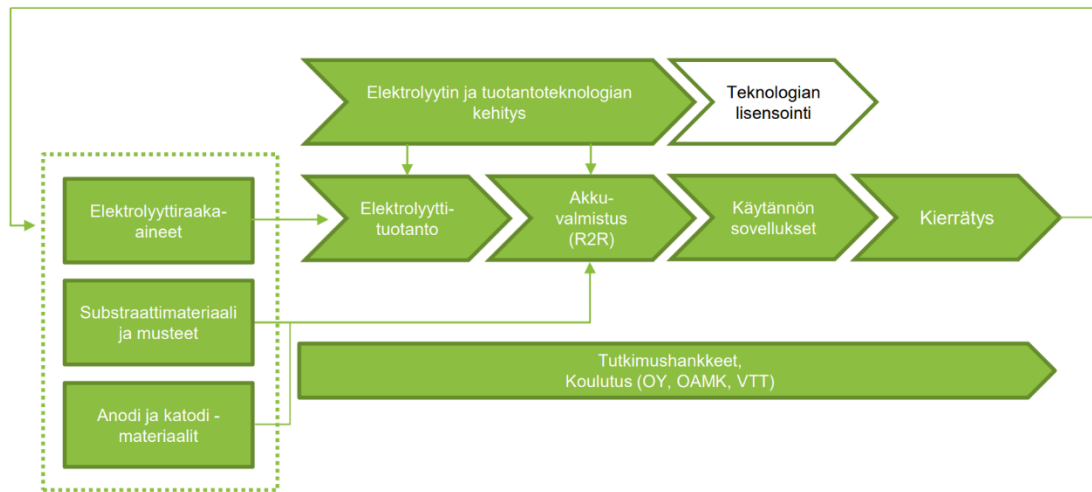 Elektrolyytin ja tuotantoteknologian
kehitys
Teknologian
lisensointi
Elektrolyyttiraaka-
aineet
Elektrolyytti-
tuotanto
Akku-
valmistus
(R2R)
Käytännön
sovellukset
Kierrätys
Substraattimateriaali
ja musteet
Tutkimushankkeet,
Koulutus (OY, OAMK, VTT)
Anodi ja katodi -
materiaalit